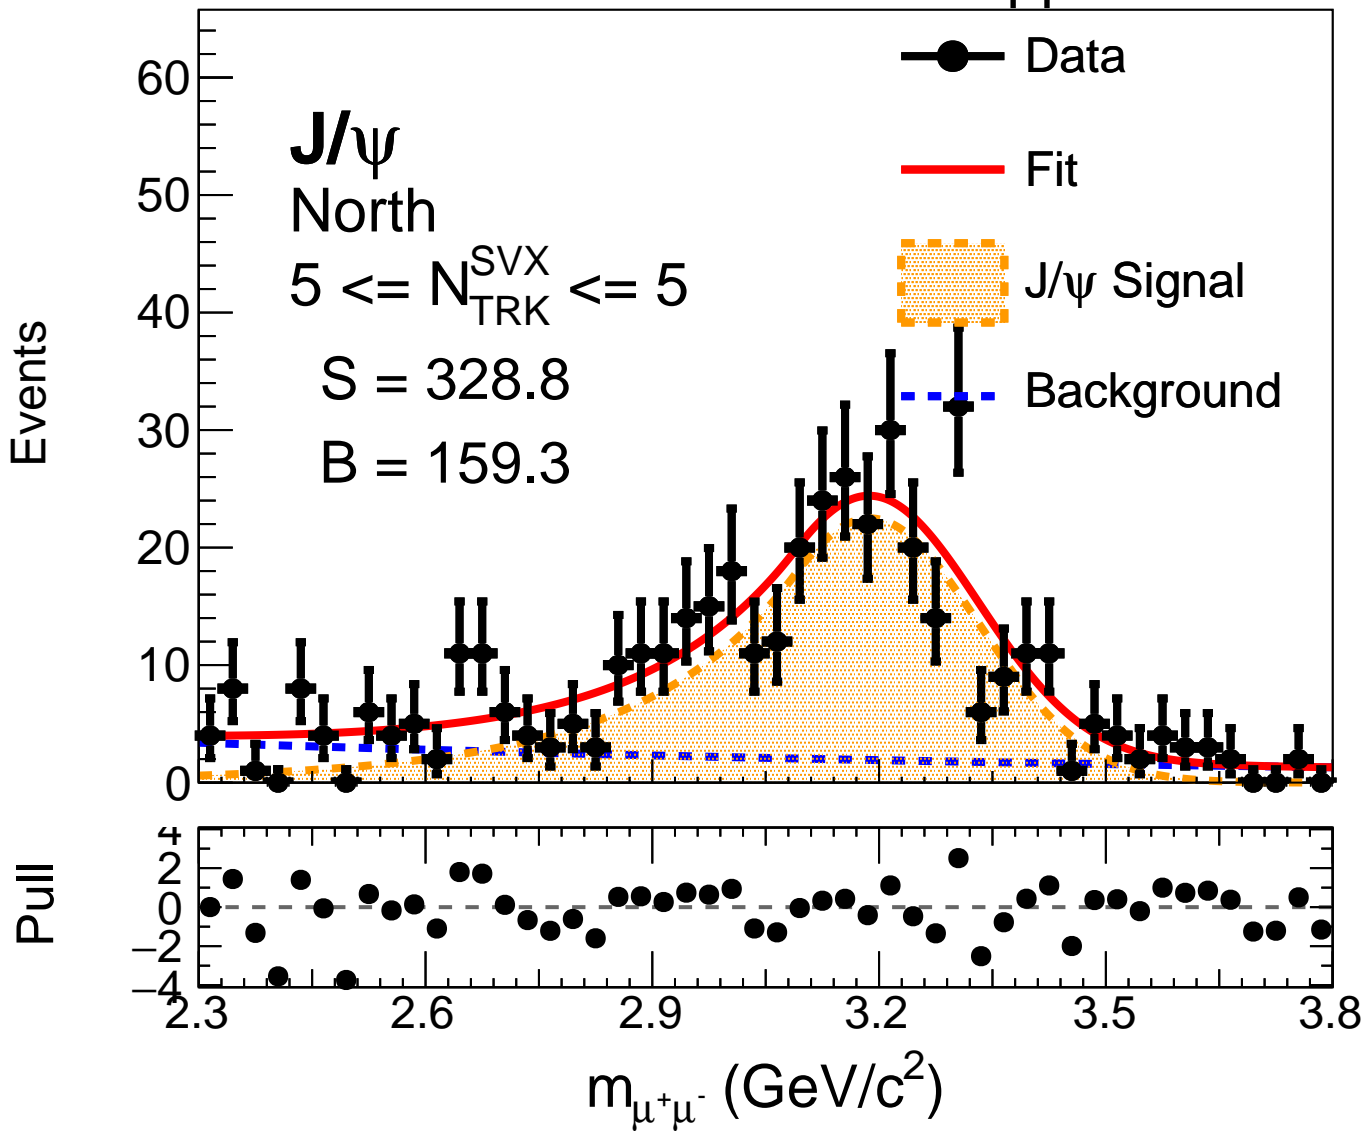 Data
Fit
J/ψ Signal
Background
J/ψ
North
5 <= N^SVX_TRK <= 5
S = 328.8
B = 159.3
Events
60
50
40
30
20
10
0
Pull
4
2
0
−2
−4
2.3 2.6 2.9 3.2 3.5 3.8
m_μ⁺μ⁻ (GeV/c²)